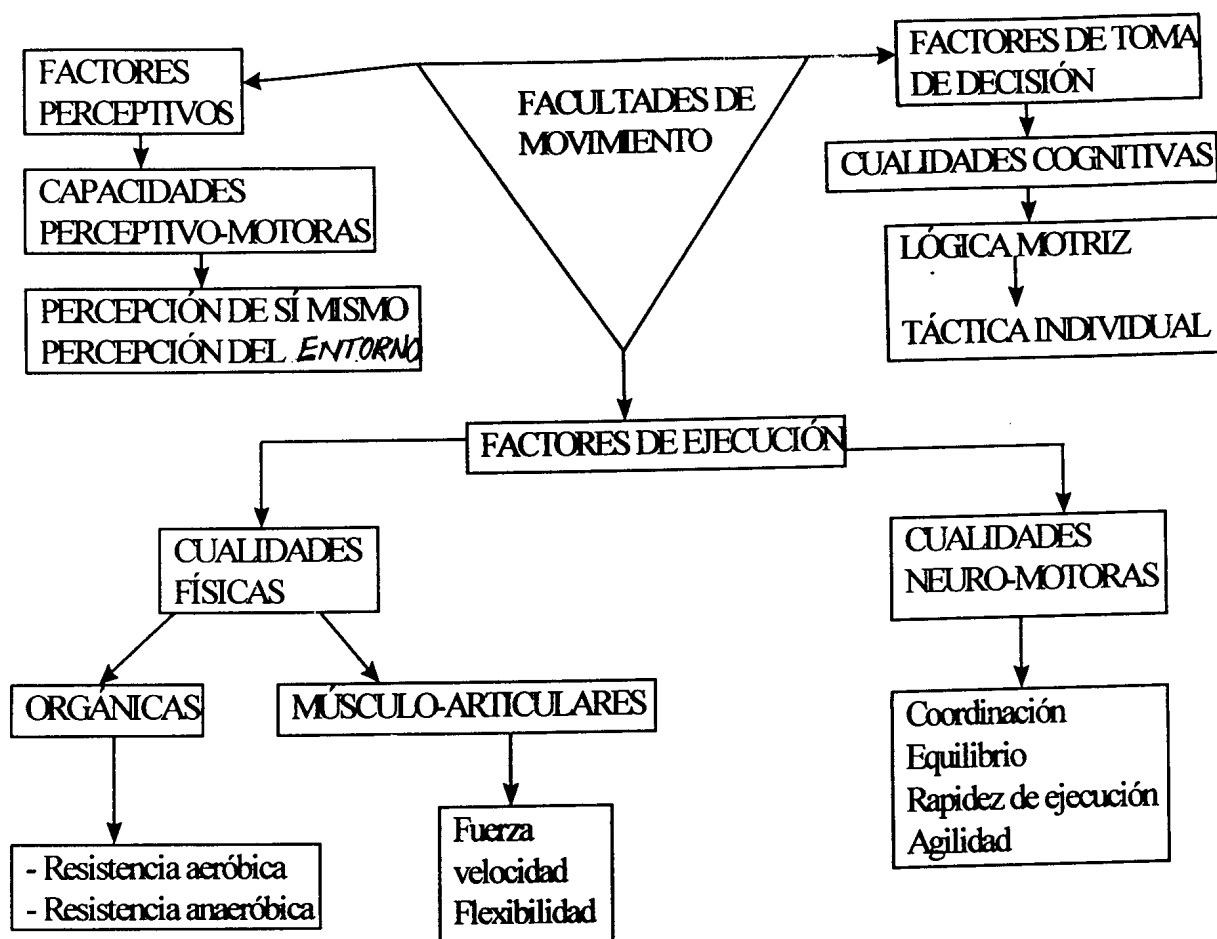 FACTORES
PERCEPTIVOS
CAPACIDADES
PERCEPTIVO-MOTORAS
PERCEPCIÓN DE SÍ MISMO
PERCEPCIÓN DEL ENTORNO
FACULTADES DE
MOVIMIENTO
FACTORES DE TOMA
DE DECISIÓN
CUALIDADES COGNITIVAS
LÓGICA MOTRIZ
TÁCTICA INDIVIDUAL
FACTORES DE EJECUCIÓN
CUALIDADES
FÍSICAS
ORGÁNICAS
- Resistencia aeróbica
- Resistencia anaeróbica
MÚSCULO-ARTICULARES
Fuerza
velocidad
Flexibilidad
CUALIDADES
NEURO-MOTORAS
Coordinación
Equilibrio
Rapidez de ejecución
Agilidad